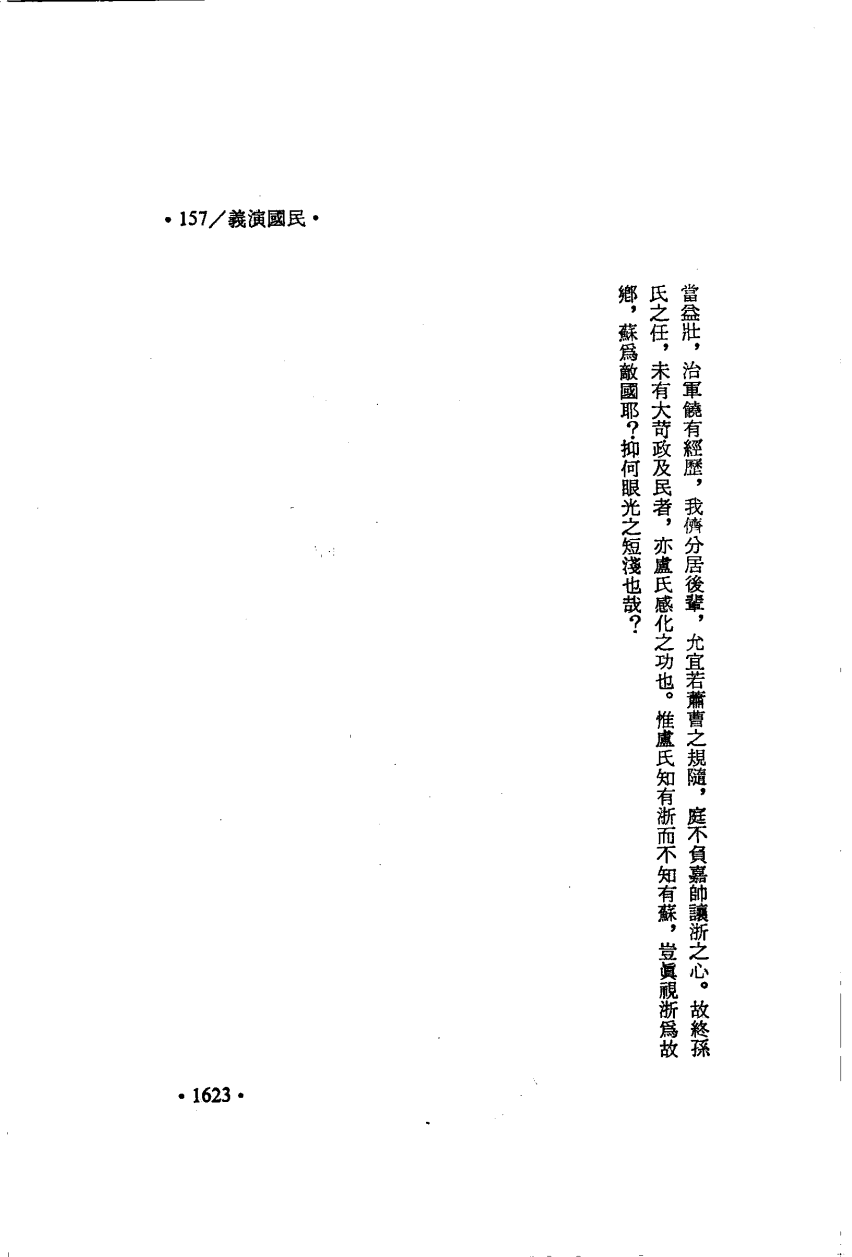 •157／義演國民•
當益壯，治軍饒有經歷，我儕分居後輩，允宜若蕭曹之規隨，庭不負嘉帥讓浙之心。故終孫
氏之任，未有大苛政及民者，亦盧氏感化之功也。惟盧氏知有浙而不知有蘇，豈眞視浙爲故
鄉，蘇爲敵國耶？抑何眼光之短淺也哉？
•1623•